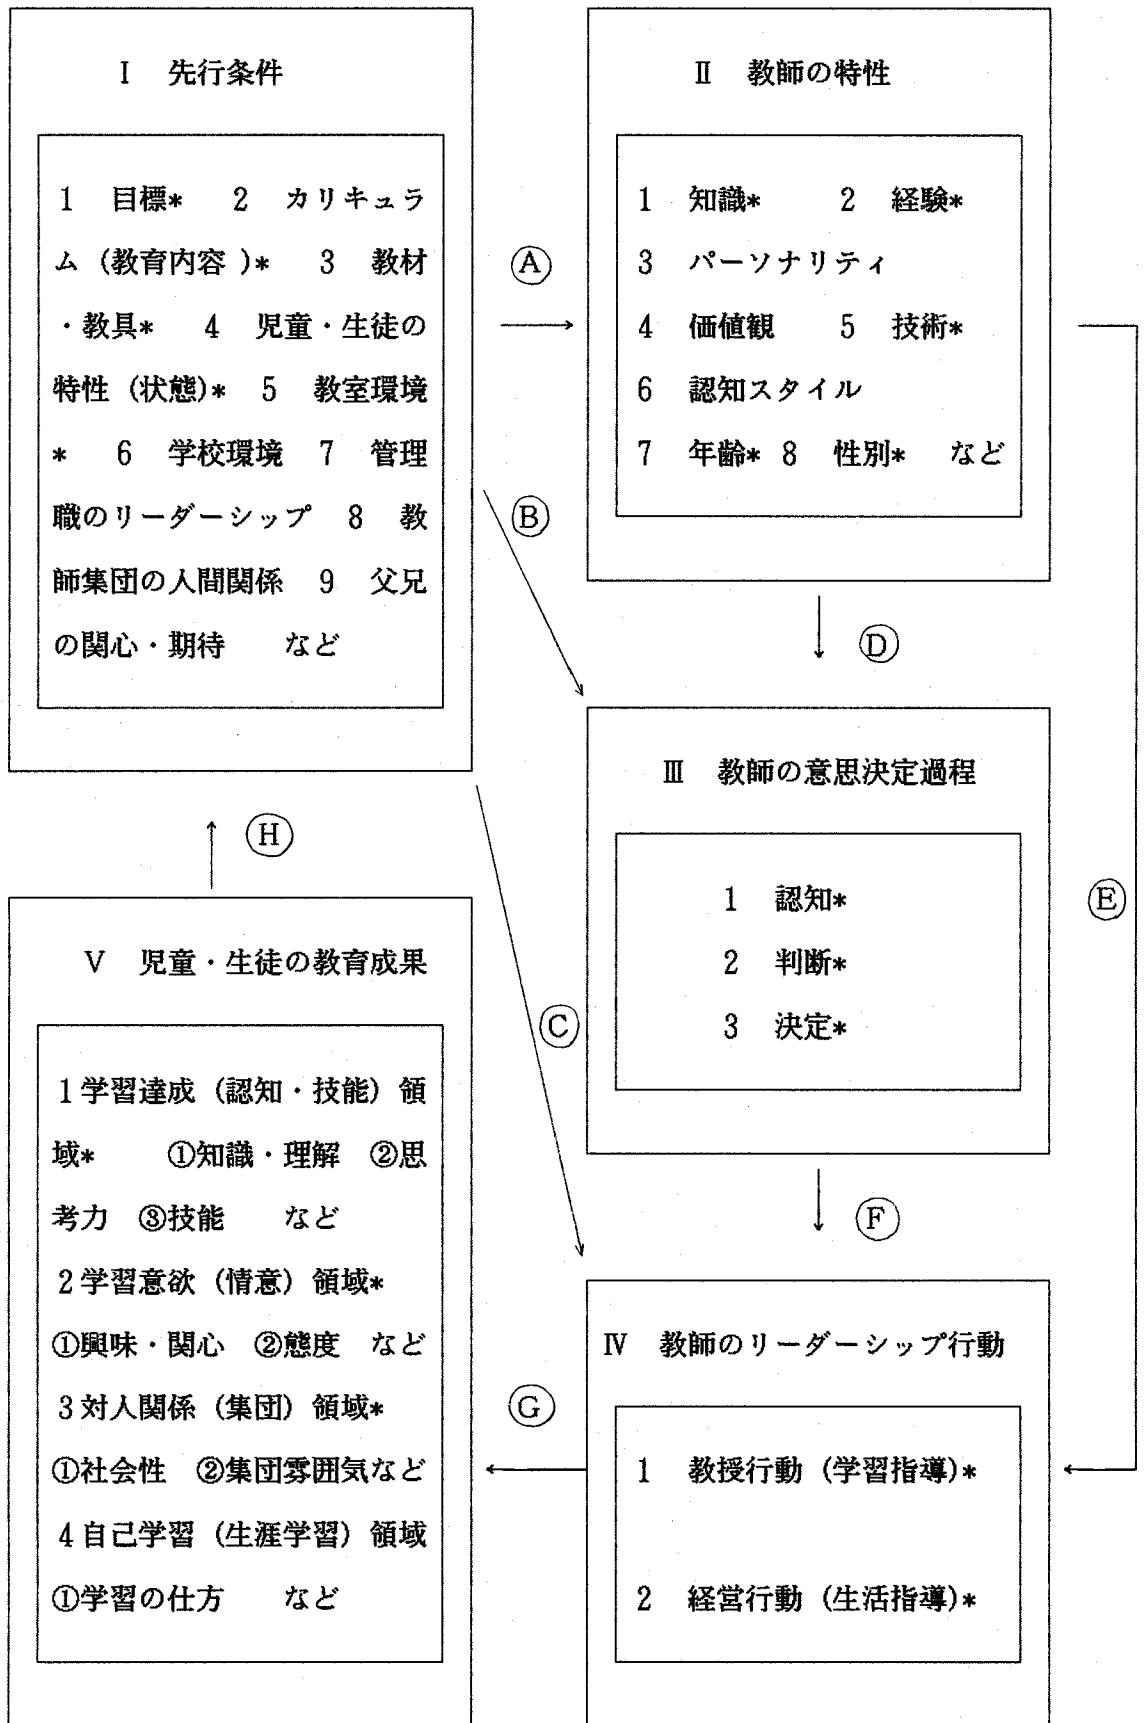 Ⅰ 先行条件
1 目標* 2 カリキュラ
ム (教育内容 )* 3 教材
・教具* 4 児童・生徒の
特性 (状態)* 5 教室環境
* 6 学校環境 7 管理
職のリーダーシップ 8 教
師集団の人間関係 9 父兄
の関心・期待 など
Ⓐ
Ⓑ
Ⅱ 教師の特性
1 知識* 2 経験*
3 パーソナリティ
4 価値観 5 技術*
6 認知スタイル
7 年齢* 8 性別* など
Ⓓ
Ⓔ
Ⅲ 教師の意思決定過程
1 認知*
2 判断*
3 決定*
Ⓗ
Ⓒ
Ⓕ
Ⅳ 教師のリーダーシップ行動
1 教授行動 (学習指導)*
2 経営行動 (生活指導)*
Ⓖ
Ⅴ 児童・生徒の教育成果
1学習達成 (認知・技能) 領
域* ①知識・理解 ②思
考力 ③技能 など
2学習意欲 (情意) 領域*
①興味・関心 ②態度 など
3対人関係 (集団) 領域*
①社会性 ②集団雰囲気など
4自己学習 (生涯学習) 領域
①学習の仕方 など